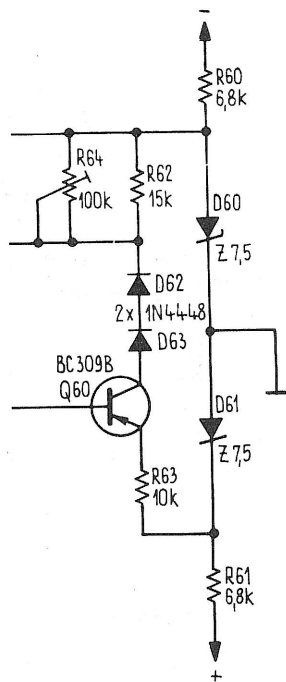 -
R60
6,8k
R64
100k
R62
15k
D60
Z 7,5
D62
2x 1N4448
D63
BC309B
Q60
D61
Z 7,5
R63
10k
R61
6,8k
+